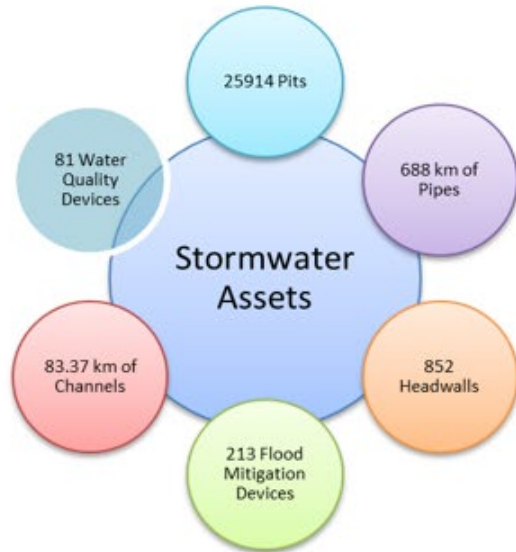 25914 Pits
81 Water
Quality
Devices
688 km of
Pipes
Stormwater
Assets
83.37 km of
Channels
852
Headwalls
213 Flood
Mitigation
Devices